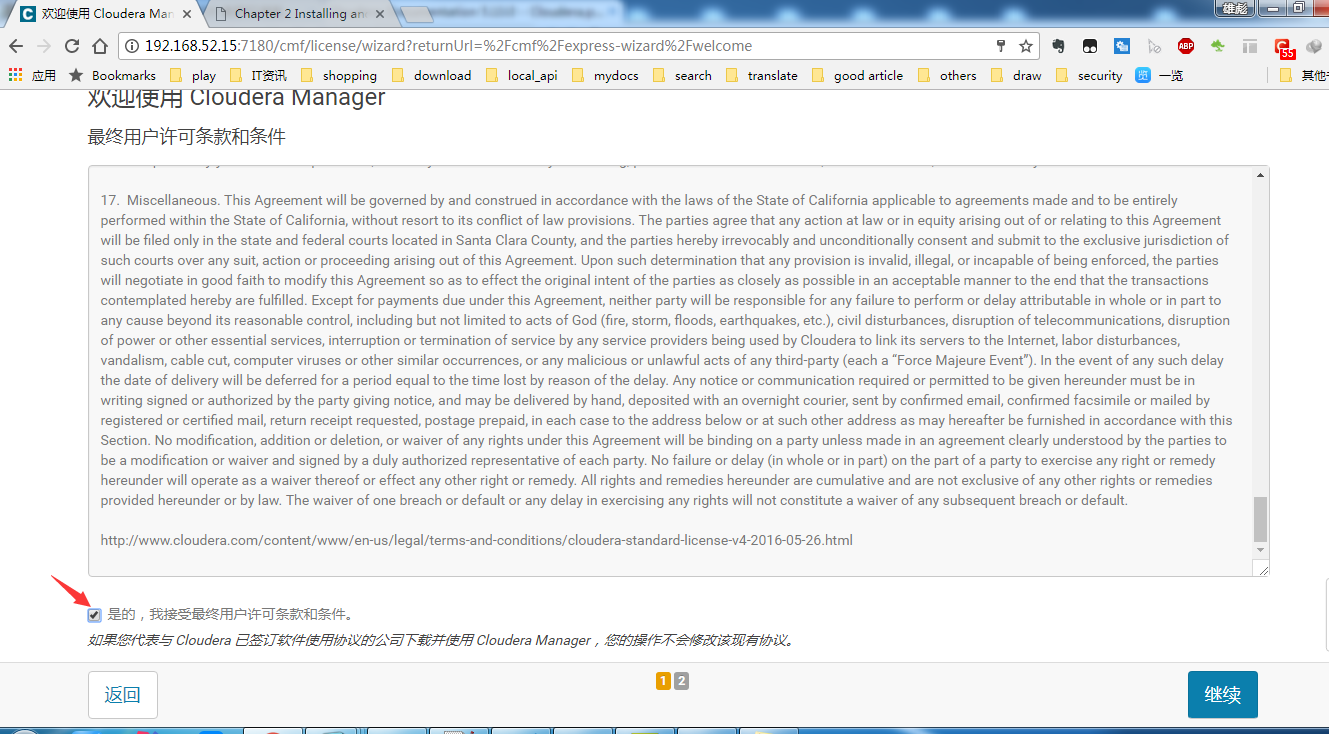 欢迎使用 Cloudera Man
Chapter 2 Installing an
雄彪
192.168.52.15:7180/cmf/license/wizard?returnUrl=%2Fcmf%2Fexpress-wizard%2Fwelcome
ABP
55
应用 Bookmarks play IT资讯 shopping download local_api mydocs search translate good article others draw security 览 一览 其他
欢迎使用 Cloudera Manager
最终用户许可条款和条件
17. Miscellaneous. This Agreement will be governed by and construed in accordance with the laws of the State of California applicable to agreements made and to be entirely
performed within the State of California, without resort to its conflict of law provisions. The parties agree that any action at law or in equity arising out of or relating to this Agreement
will be filed only in the state and federal courts located in Santa Clara County, and the parties hereby irrevocably and unconditionally consent and submit to the exclusive jurisdiction of
such courts over any suit, action or proceeding arising out of this Agreement. Upon such determination that any provision is invalid, illegal, or incapable of being enforced, the parties
will negotiate in good faith to modify this Agreement so as to effect the original intent of the parties as closely as possible in an acceptable manner to the end that the transactions
contemplated hereby are fulfilled. Except for payments due under this Agreement, neither party will be responsible for any failure to perform or delay attributable in whole or in part to
any cause beyond its reasonable control, including but not limited to acts of God (fire, storm, floods, earthquakes, etc.), civil disturbances, disruption of telecommunications, disruption
of power or other essential services, interruption or termination of service by any service providers being used by Cloudera to link its servers to the Internet, labor disturbances,
vandalism, cable cut, computer viruses or other similar occurrences, or any malicious or unlawful acts of any third-party (each a “Force Majeure Event”). In the event of any such delay
the date of delivery will be deferred for a period equal to the time lost by reason of the delay. Any notice or communication required or permitted to be given hereunder must be in
writing signed or authorized by the party giving notice, and may be delivered by hand, deposited with an overnight courier, sent by confirmed email, confirmed facsimile or mailed by
registered or certified mail, return receipt requested, postage prepaid, in each case to the address below or at such other address as may hereafter be furnished in accordance with this
Section. No modification, addition or deletion, or waiver of any rights under this Agreement will be binding on a party unless made in an agreement clearly understood by the parties to
be a modification or waiver and signed by a duly authorized representative of each party. No failure or delay (in whole or in part) on the part of a party to exercise any right or remedy
hereunder will operate as a waiver thereof or effect any other right or remedy. All rights and remedies hereunder are cumulative and are not exclusive of any other rights or remedies
provided hereunder or by law. The waiver of one breach or default or any delay in exercising any rights will not constitute a waiver of any subsequent breach or default.
http://www.cloudera.com/content/www/en-us/legal/terms-and-conditions/cloudera-standard-license-v4-2016-05-26.html
是的，我接受最终用户许可条款和条件。
如果您代表与 Cloudera 已签订软件使用协议的公司下载并使用 Cloudera Manager，您的操作不会修改该现有协议。
返回 1 2 继续